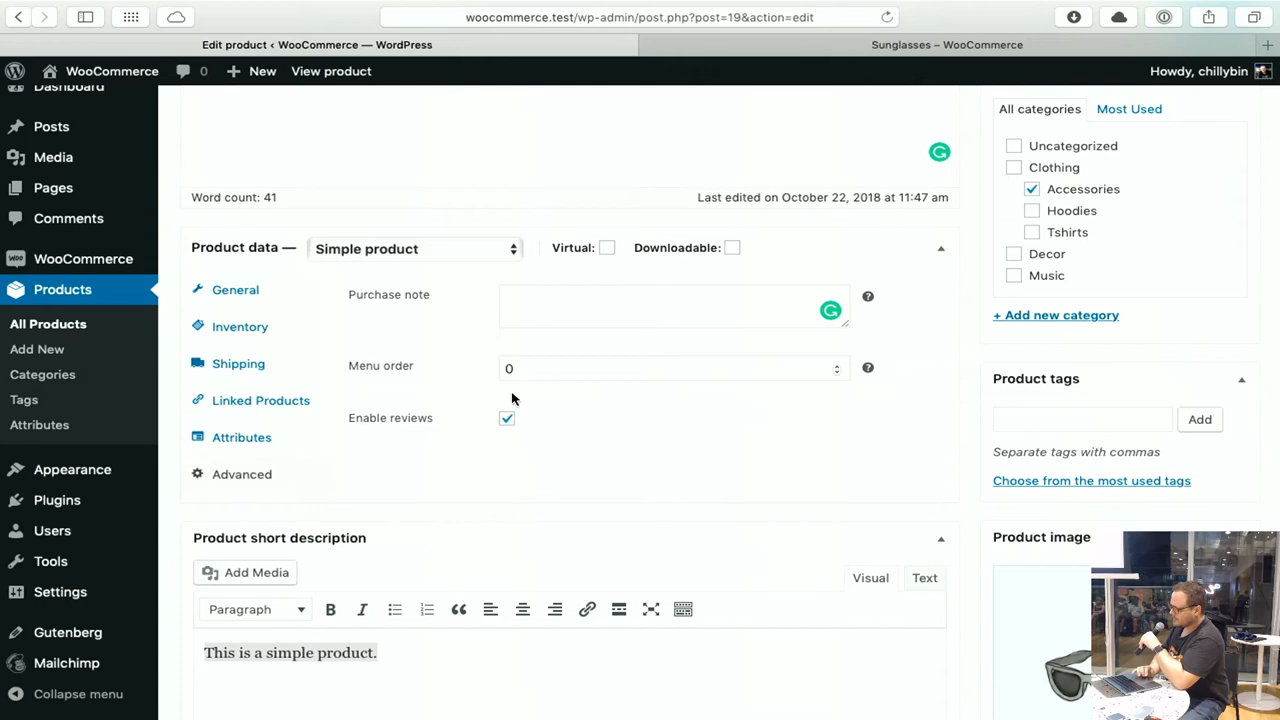 woocommerce.test/wp-admin/post.php?post=19&action=edit
Edit product ‹ WooCommerce — WordPress
Sunglasses – WooCommerce
WooCommerce
0
New
View product
Howdy, chillybin
Dashboard
Posts
Media
Pages
Comments
WooCommerce
Products
All Products
Add New
Categories
Tags
Attributes
Appearance
Plugins
Users
Tools
Settings
Gutenberg
Mailchimp
Collapse menu
Word count: 41
Last edited on October 22, 2018 at 11:47 am
Product data —
Simple product
Virtual:
Downloadable:
General
Inventory
Shipping
Linked Products
Attributes
Advanced
Purchase note
Menu order
0
Enable reviews
Product short description
Add Media
Visual
Text
Paragraph
B
I
This is a simple product.
All categories
Most Used
Uncategorized
Clothing
Accessories
Hoodies
Tshirts
Decor
Music
+ Add new category
Product tags
Add
Separate tags with commas
Choose from the most used tags
Product image